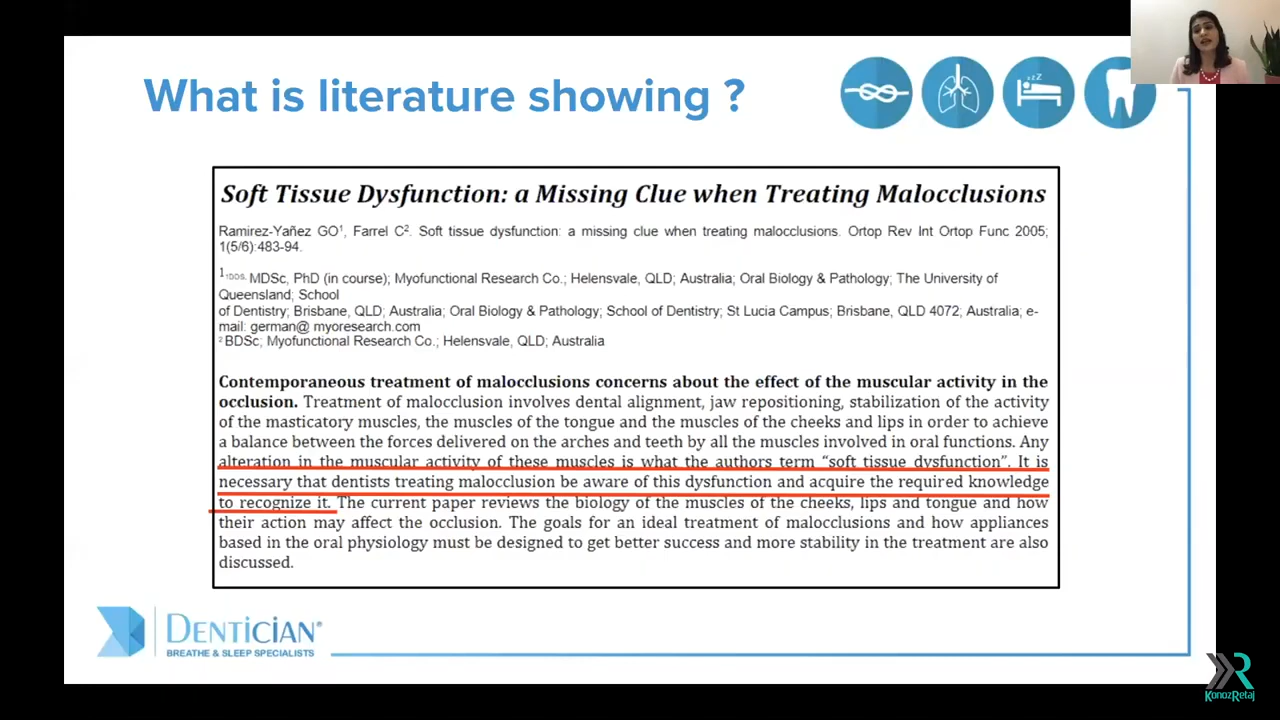 What is literature showing ?
zzZ
Soft Tissue Dysfunction: a Missing Clue when Treating Malocclusions
Ramirez-Yañez GO1, Farrel C2. Soft tissue dysfunction: a missing clue when treating malocclusions. Ortop Rev Int Ortop Func 2005;
1(5/6):483-94.
1 1DDS, MDSc, PhD (in course); Myofunctional Research Co.; Helensvale, QLD; Australia; Oral Biology & Pathology; The University of
Queensland; School
of Dentistry; Brisbane, QLD; Australia; Oral Biology & Pathology; School of Dentistry; St Lucia Campus; Brisbane, QLD 4072; Australia; e-
mail: german@ myoresearch.com
2 BDSc; Myofunctional Research Co.; Helensvale, QLD; Australia
Contemporaneous treatment of malocclusions concerns about the effect of the muscular activity in the
occlusion. Treatment of malocclusion involves dental alignment, jaw repositioning, stabilization of the activity
of the masticatory muscles, the muscles of the tongue and the muscles of the cheeks and lips in order to achieve
a balance between the forces delivered on the arches and teeth by all the muscles involved in oral functions. Any
alteration in the muscular activity of these muscles is what the authors term “soft tissue dysfunction”. It is
necessary that dentists treating malocclusion be aware of this dysfunction and acquire the required knowledge
to recognize it. The current paper reviews the biology of the muscles of the cheeks, lips and tongue and how
their action may affect the occlusion. The goals for an ideal treatment of malocclusions and how appliances
based in the oral physiology must be designed to get better success and more stability in the treatment are also
discussed.
DENTICIAN®
BREATHE & SLEEP SPECIALISTS
KonozRetaj